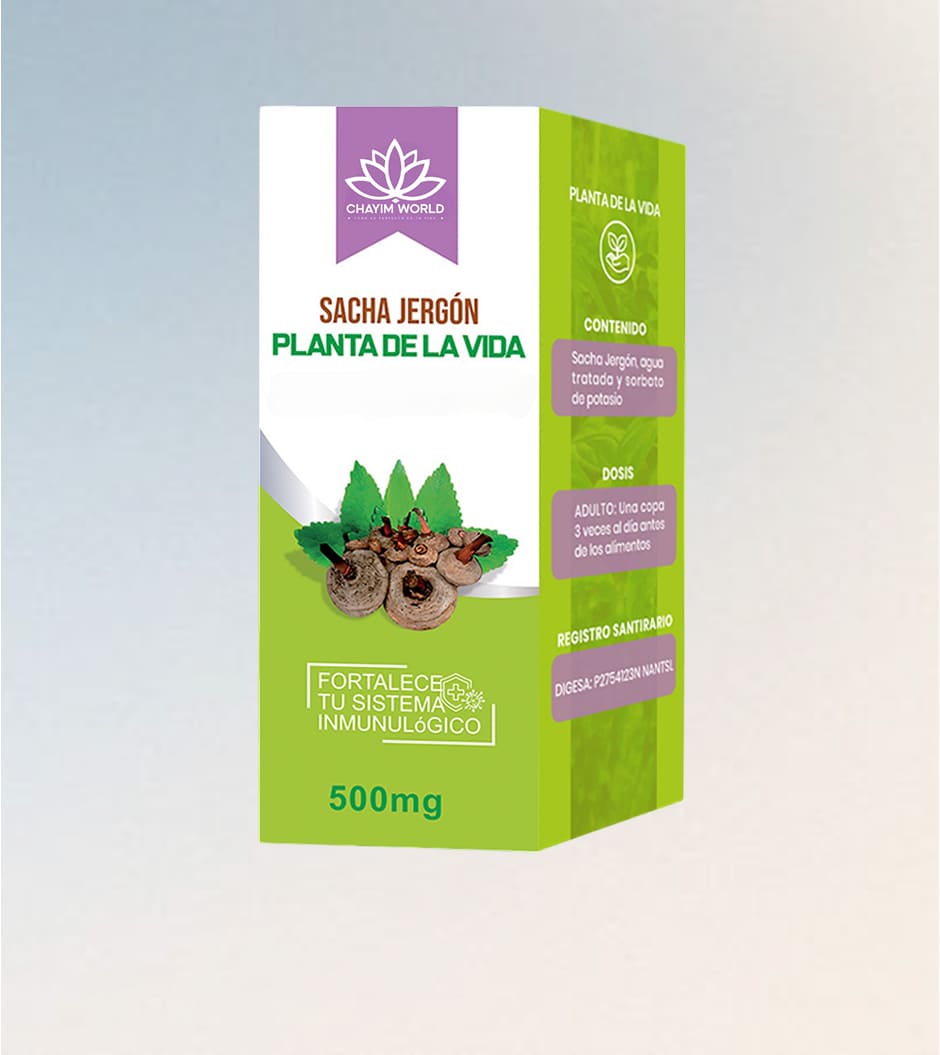 CHAYIM WORLD
SACHA JERGÓN
PLANTA DE LA VIDA
FORTALECE
TU SISTEMA
INMUNULóGICO
500mg
PLANTA DE LA VIDA
CONTENIDO
Sacha Jergón, agua
tratada y sorbato
de potasio
DOSIS
ADULTO: Una copa
3 veces al día antes
de los alimentos
REGISTRO SANTIRARIO
DIGESA: P2754123N NANTSL